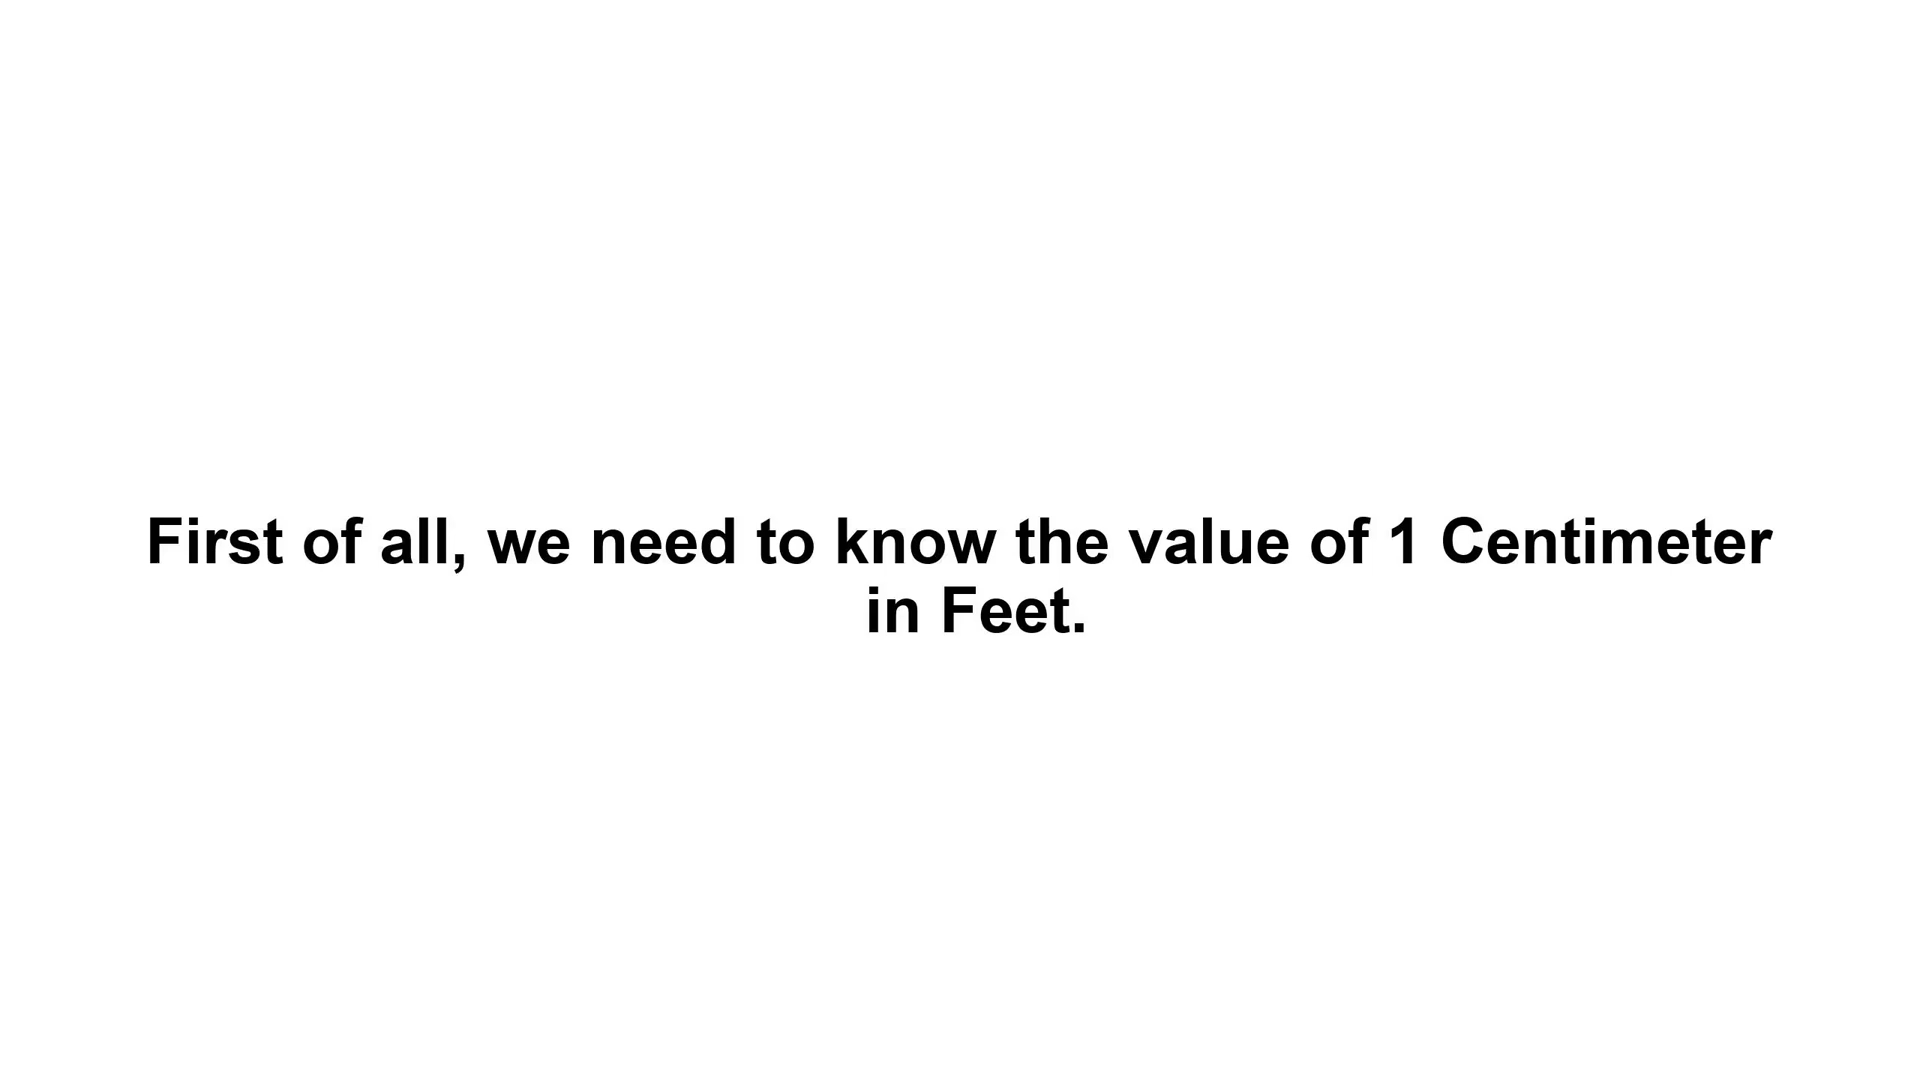 First of all, we need to know the value of 1 Centimeter
in Feet.